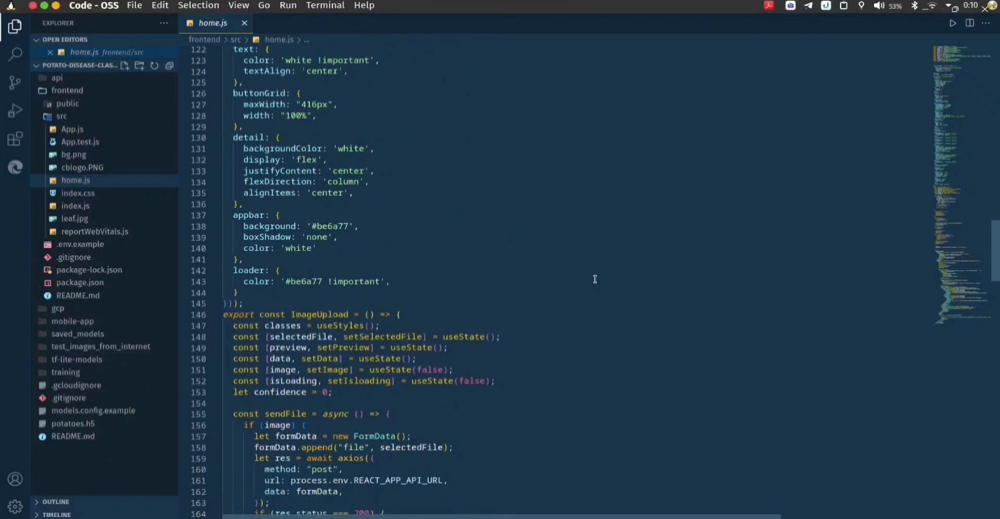 Code - OSS File Edit Selection View Go Run Terminal Help
53%
0:10
EXPLORER
OPEN EDITORS
home.js frontend/src
POTATO-DISEASE-CLAS...
api
frontend
public
src
App.js
App.test.js
bg.png
cblogo.PNG
home.js
index.css
index.js
leaf.jpg
reportWebVitals.js
.env.example
.gitignore
package-lock.json
package.json
README.md
gcp
mobile-app
saved_models
test_images_from_internet
tf-lite-models
training
.gcloudignore
.gitignore
models.config.example
potatoes.h5
README.md
OUTLINE
TIMELINE
home.js
frontend > src > home.js > ...
122 text: {
123 color: 'white !important',
124 textAlign: 'center',
125 },
126 buttonGrid: {
127 maxWidth: "416px",
128 width: "100%",
129 },
130 detail: {
131 backgroundColor: 'white',
132 display: 'flex',
133 justifyContent: 'center',
134 flexDirection: 'column',
135 alignItems: 'center',
136 },
137 appbar: {
138 background: '#be6a77',
139 boxShadow: 'none',
140 color: 'white'
141 },
142 loader: {
143 color: '#be6a77 !important',
144 }
145 }));
146 export const ImageUpload = () => {
147 const classes = useStyles();
148 const [selectedFile, setSelectedFile] = useState();
149 const [preview, setPreview] = useState();
150 const [data, setData] = useState();
151 const [image, setImage] = useState(false);
152 const [isLoading, setIsloading] = useState(false);
153 let confidence = 0;
154
155 const sendFile = async () => {
156 if (image) {
157 let formData = new FormData();
158 formData.append("file", selectedFile);
159 let res = await axios({
160 method: "post",
161 url: process.env.REACT_APP_API_URL,
162 data: formData,
163 });
164 if (res.status === 200) {